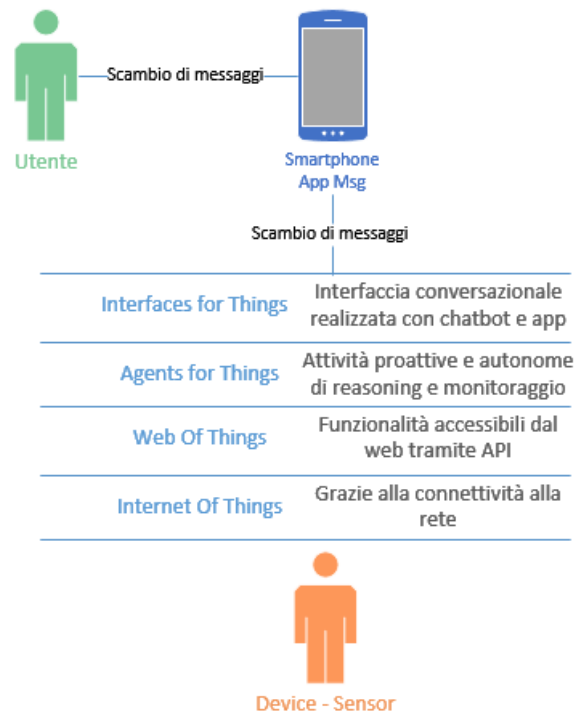 Scambio di messaggi
Utente
Smartphone
App Msg
Scambio di messaggi
Interfaces for Things
Interfaccia conversazionale
realizzata con chatbot e app
Agents for Things
Attività proattive e autonome
di reasoning e monitoraggio
Web Of Things
Funzionalità accessibili dal
web tramite API
Internet Of Things
Grazie alla connettività alla
rete
Device - Sensor